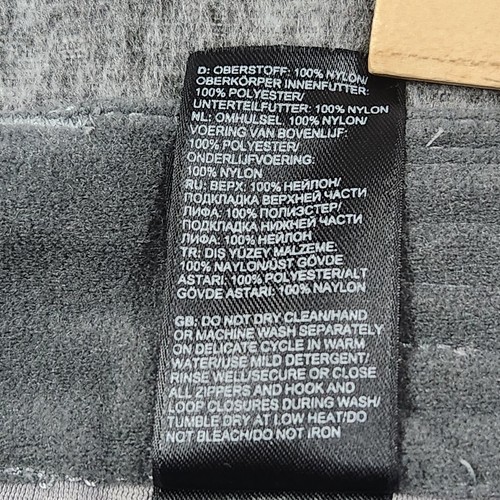 D: OBERSTOFF: 100% NYLON/
OBERKÖRPER INNENFUTTER:
100% POLYESTER/
UNTERTEILFUTTER: 100% NYLON
NL: OMHULSEL. 100% NYLON/
VOERING VAN BOVENLIJF:
100% POLYESTER/
ONDERLIJFVOERING:
100% NYLON
RU: ВЕРХ: 100% НЕЙЛОН/
ПОДКЛАДКА ВЕРХНЕЙ ЧАСТИ
ЛИФА: 100% ПОЛИЭСТЕР/
ПОДКЛАДКА НИЖНЕЙ ЧАСТИ
ЛИФА: 100% НЕЙЛОН
TR: DIŞ YÜZEY MALZEME:
100% NAYLON/ÜST GÖVDE
ASTARI: 100% POLYESTER/ALT
GÖVDE ASTARI: 100% NAYLON
GB: DO NOT DRY CLEAN/HAND
OR MACHINE WASH SEPARATELY
ON DELICATE CYCLE IN WARM
WATER/USE MILD DETERGENT/
RINSE WELL/SECURE OR CLOSE
ALL ZIPPERS AND HOOK AND
LOOP CLOSURES DURING WASH/
TUMBLE DRY AT LOW HEAT/DO
NOT BLEACH/DO NOT IRON